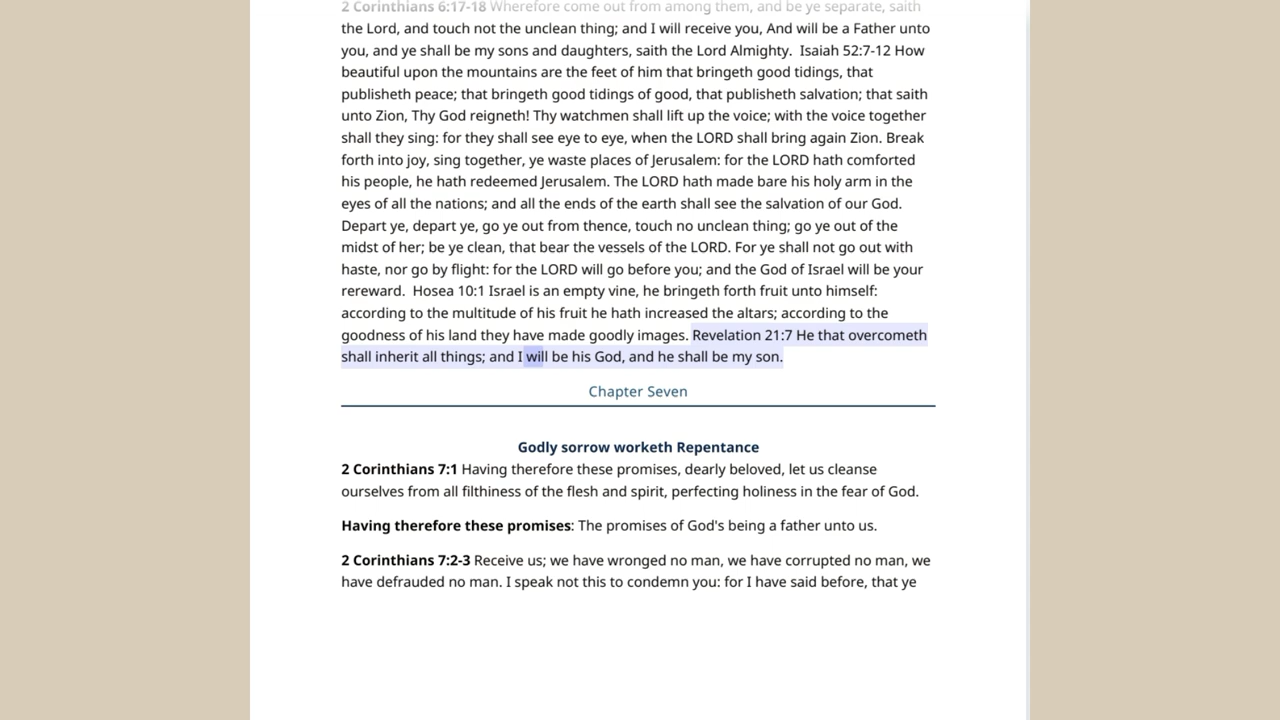 2 Corinthians 6:17-18 Wherefore come out from among them, and be ye separate, saith
the Lord, and touch not the unclean thing; and I will receive you, And will be a Father unto
you, and ye shall be my sons and daughters, saith the Lord Almighty.  Isaiah 52:7-12 How
beautiful upon the mountains are the feet of him that bringeth good tidings, that
publisheth peace; that bringeth good tidings of good, that publisheth salvation; that saith
unto Zion, Thy God reigneth! Thy watchmen shall lift up the voice; with the voice together
shall they sing: for they shall see eye to eye, when the LORD shall bring again Zion. Break
forth into joy, sing together, ye waste places of Jerusalem: for the LORD hath comforted
his people, he hath redeemed Jerusalem. The LORD hath made bare his holy arm in the
eyes of all the nations; and all the ends of the earth shall see the salvation of our God.
Depart ye, depart ye, go ye out from thence, touch no unclean thing; go ye out of the
midst of her; be ye clean, that bear the vessels of the LORD. For ye shall not go out with
haste, nor go by flight: for the LORD will go before you; and the God of Israel will be your
rereward.  Hosea 10:1 Israel is an empty vine, he bringeth forth fruit unto himself:
according to the multitude of his fruit he hath increased the altars; according to the
goodness of his land they have made goodly images. Revelation 21:7 He that overcometh
shall inherit all things; and I will be his God, and he shall be my son.
Chapter Seven
Godly sorrow worketh Repentance
2 Corinthians 7:1 Having therefore these promises, dearly beloved, let us cleanse
ourselves from all filthiness of the flesh and spirit, perfecting holiness in the fear of God.
Having therefore these promises: The promises of God's being a father unto us.
2 Corinthians 7:2-3 Receive us; we have wronged no man, we have corrupted no man, we
have defrauded no man. I speak not this to condemn you: for I have said before, that ye